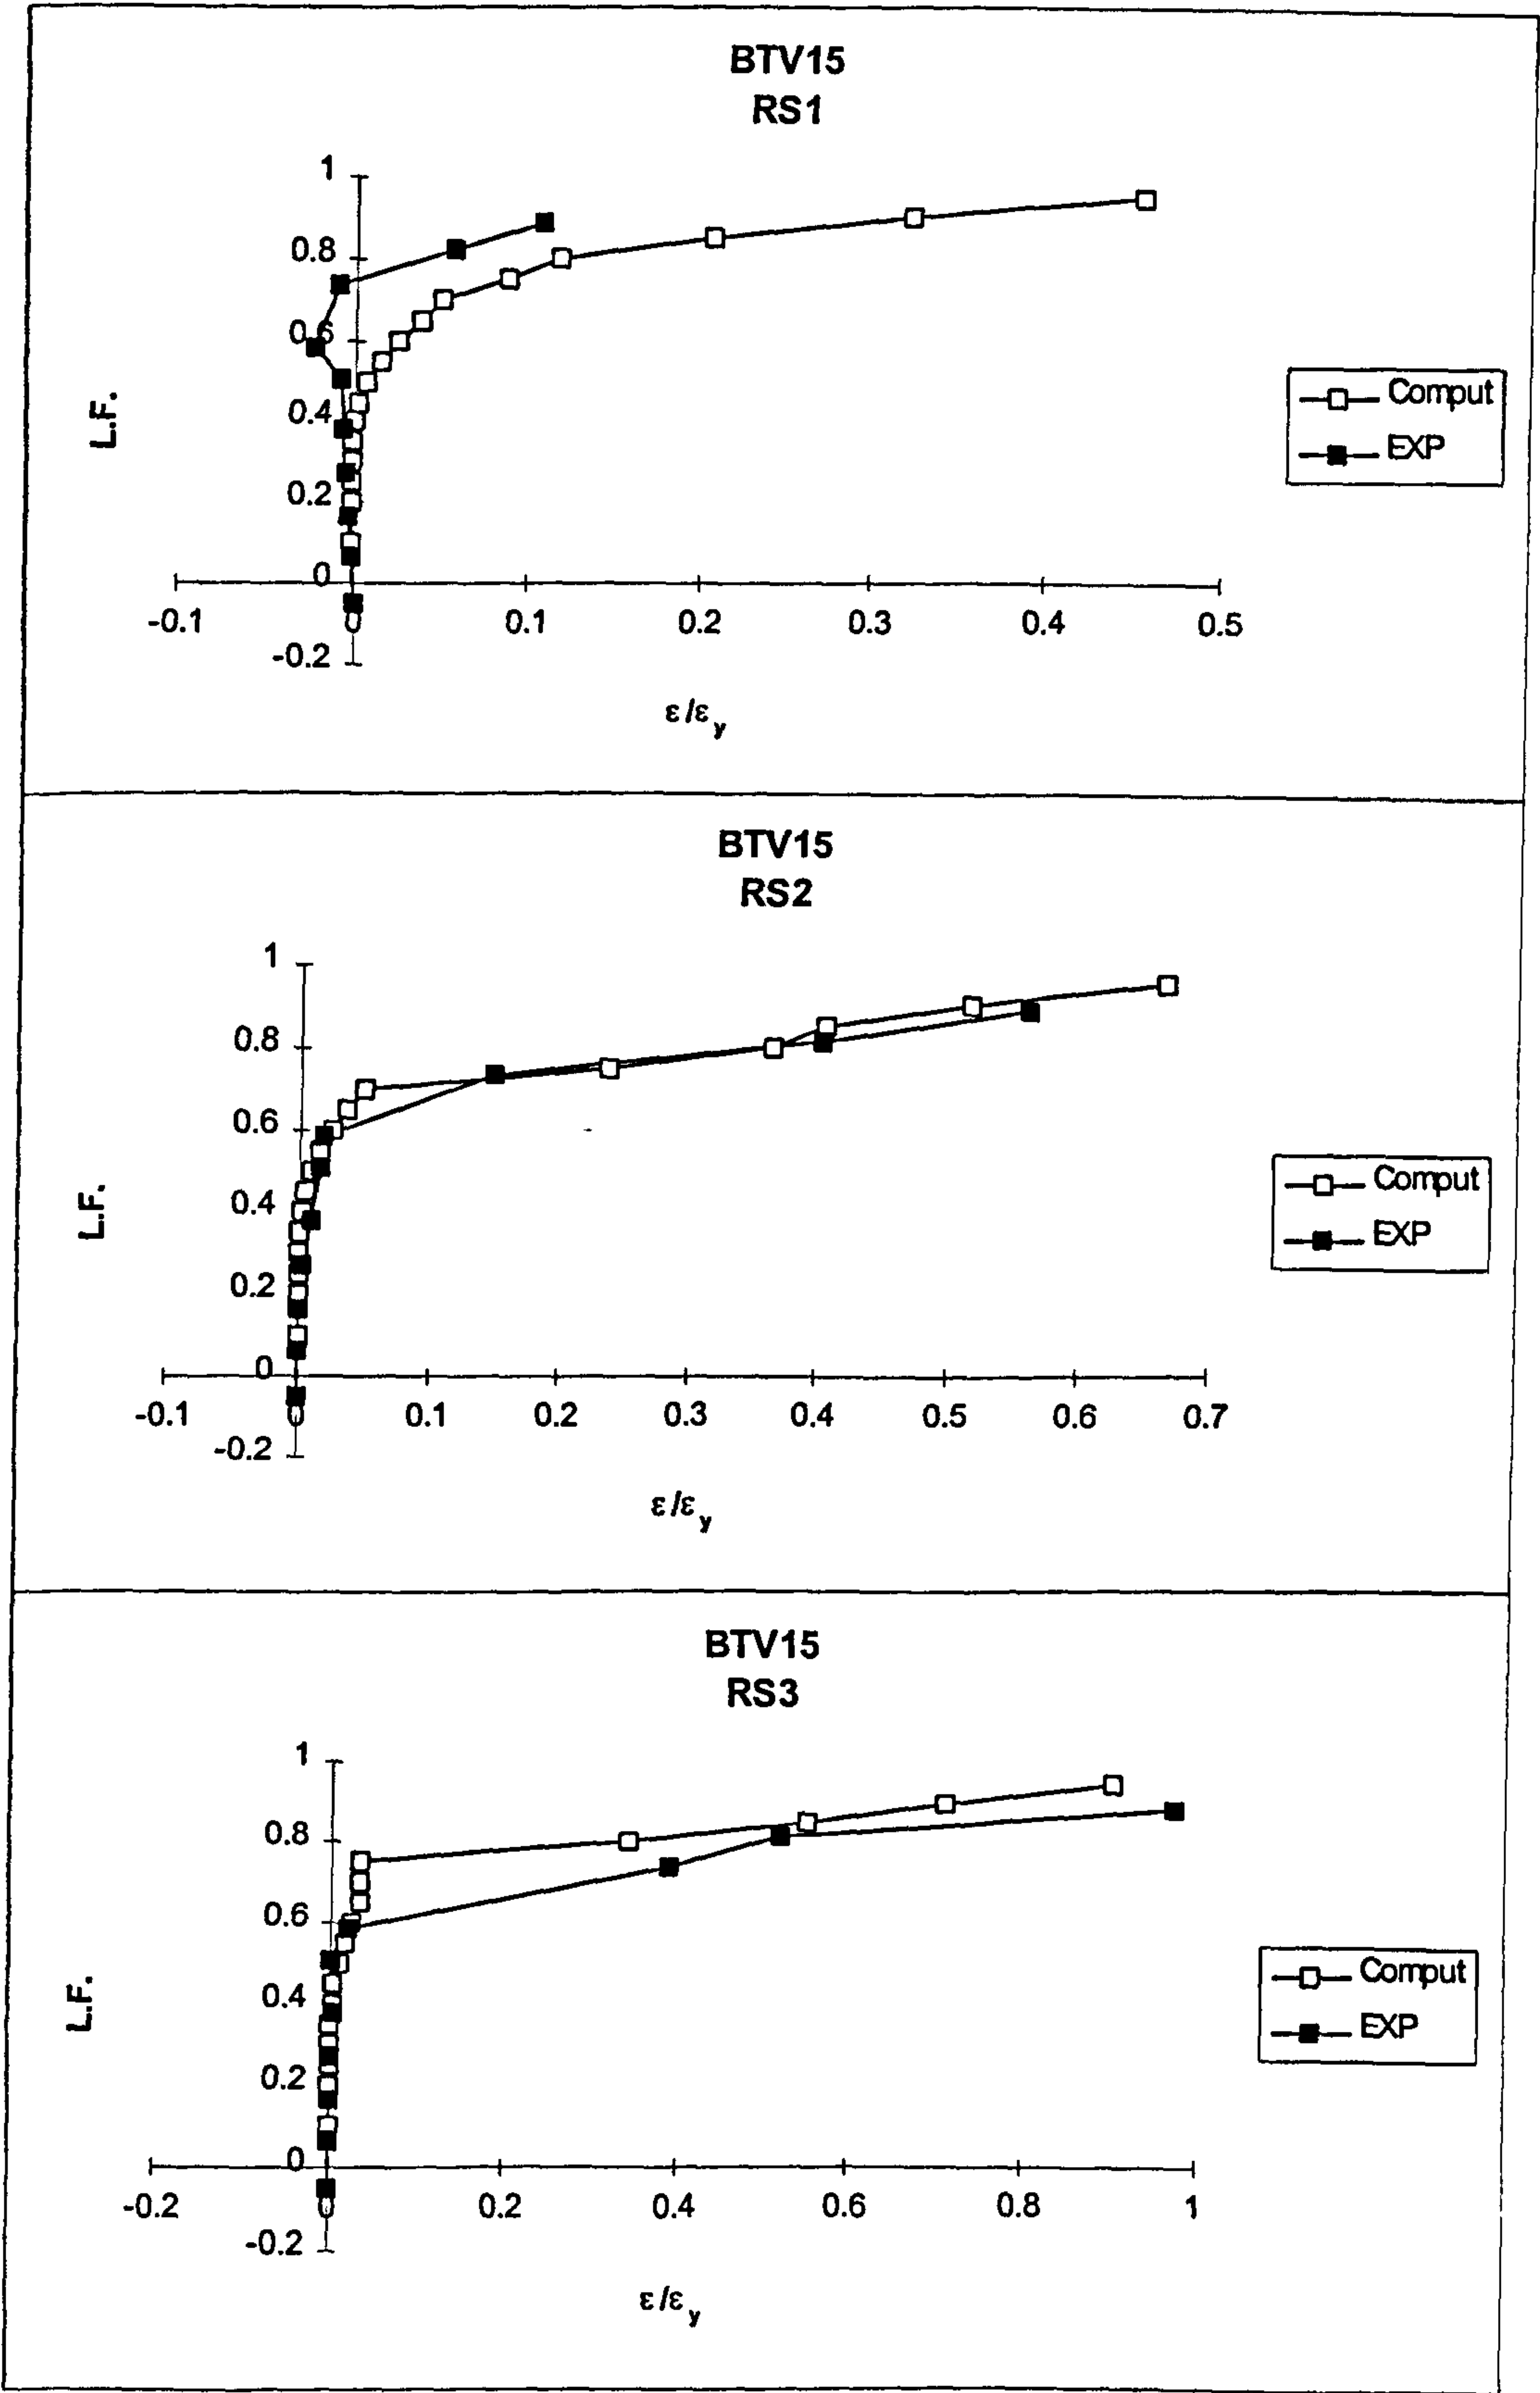 BTV15
RS1
1
0.8
0.6
0.4
0.2
0
-0.2
L.F.
-0.1 0 0.1 0.2 0.3 0.4 0.5
ε/εy
Comput
EXP
BTV15
RS2
1
0.8
0.6
0.4
0.2
0
-0.2
L.F.
-0.1 0 0.1 0.2 0.3 0.4 0.5 0.6 0.7
ε/εy
Comput
EXP
BTV15
RS3
1
0.8
0.6
0.4
0.2
0
-0.2
L.F.
-0.2 0 0.2 0.4 0.6 0.8 1
ε/εy
Comput
EXP